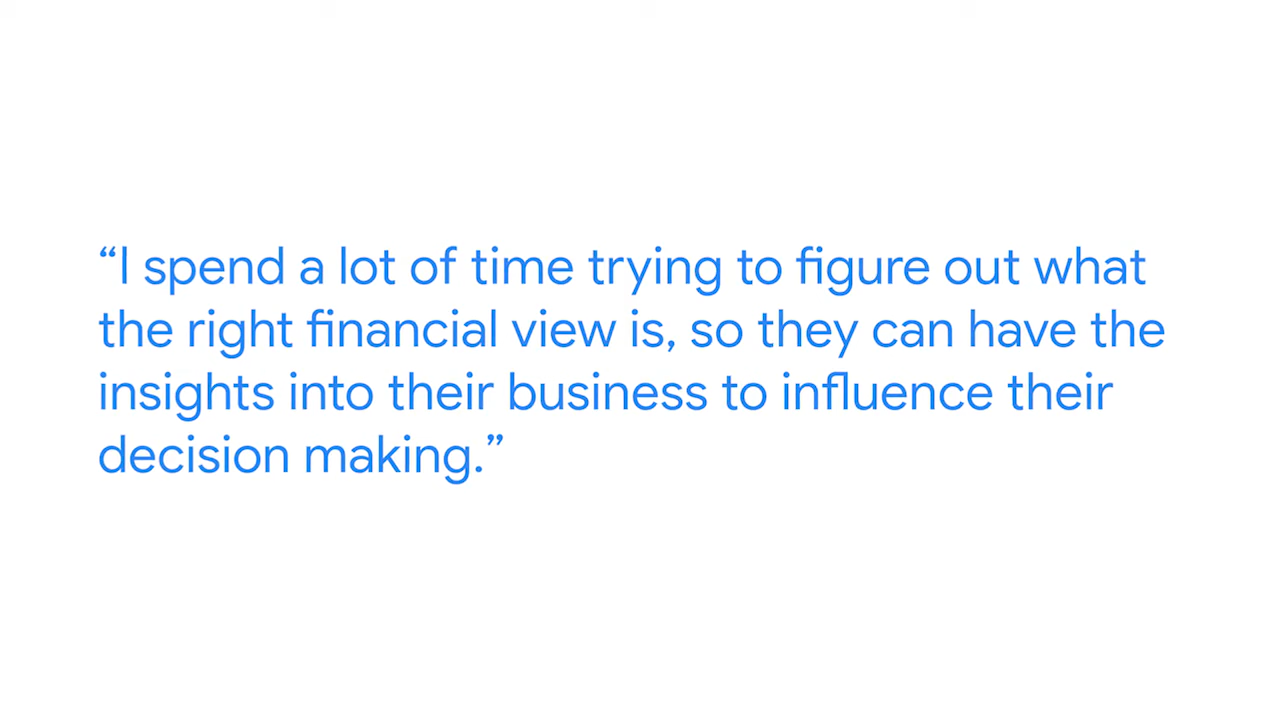 “I spend a lot of time trying to figure out what
the right financial view is, so they can have the
insights into their business to influence their
decision making.”